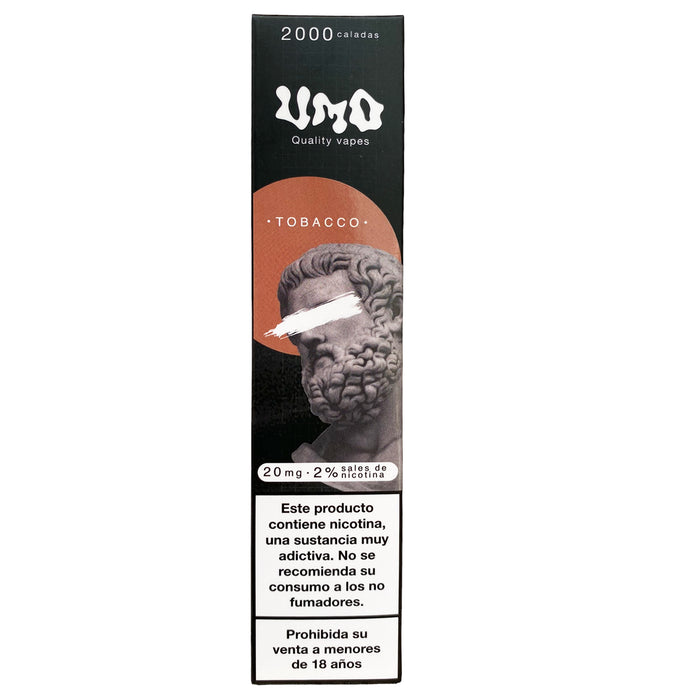 2000 caladas
UMO
Quality vapes
• TOBACCO •
20mg · 2% sales de
nicotina
Este producto
contiene nicotina,
una sustancia muy
adictiva. No se
recomienda su
consumo a los no
fumadores.
Prohibida su
venta a menores
de 18 años